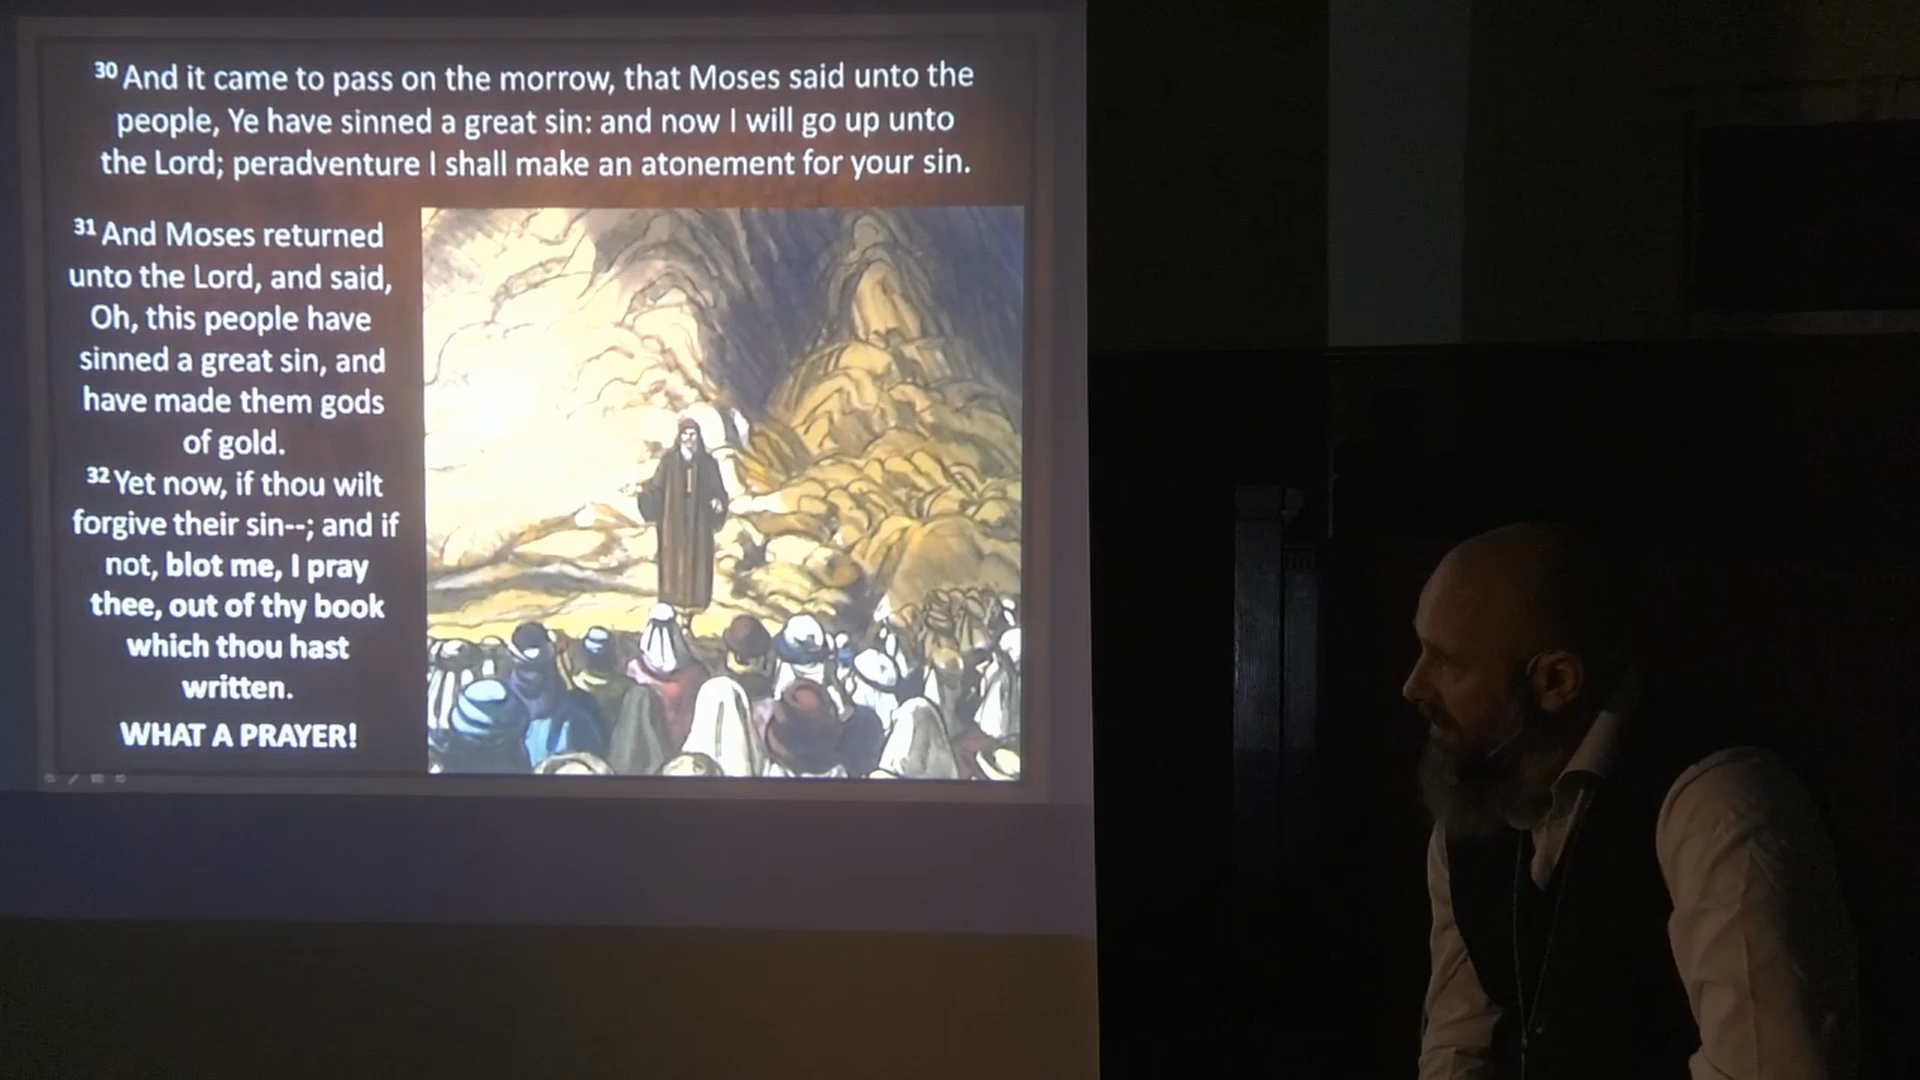 30 And it came to pass on the morrow, that Moses said unto the
people, Ye have sinned a great sin: and now I will go up unto
the Lord; peradventure I shall make an atonement for your sin.
31 And Moses returned
unto the Lord, and said,
Oh, this people have
sinned a great sin, and
have made them gods
of gold.
32 Yet now, if thou wilt
forgive their sin--; and if
not, blot me, I pray
thee, out of thy book
which thou hast
written.
WHAT A PRAYER!